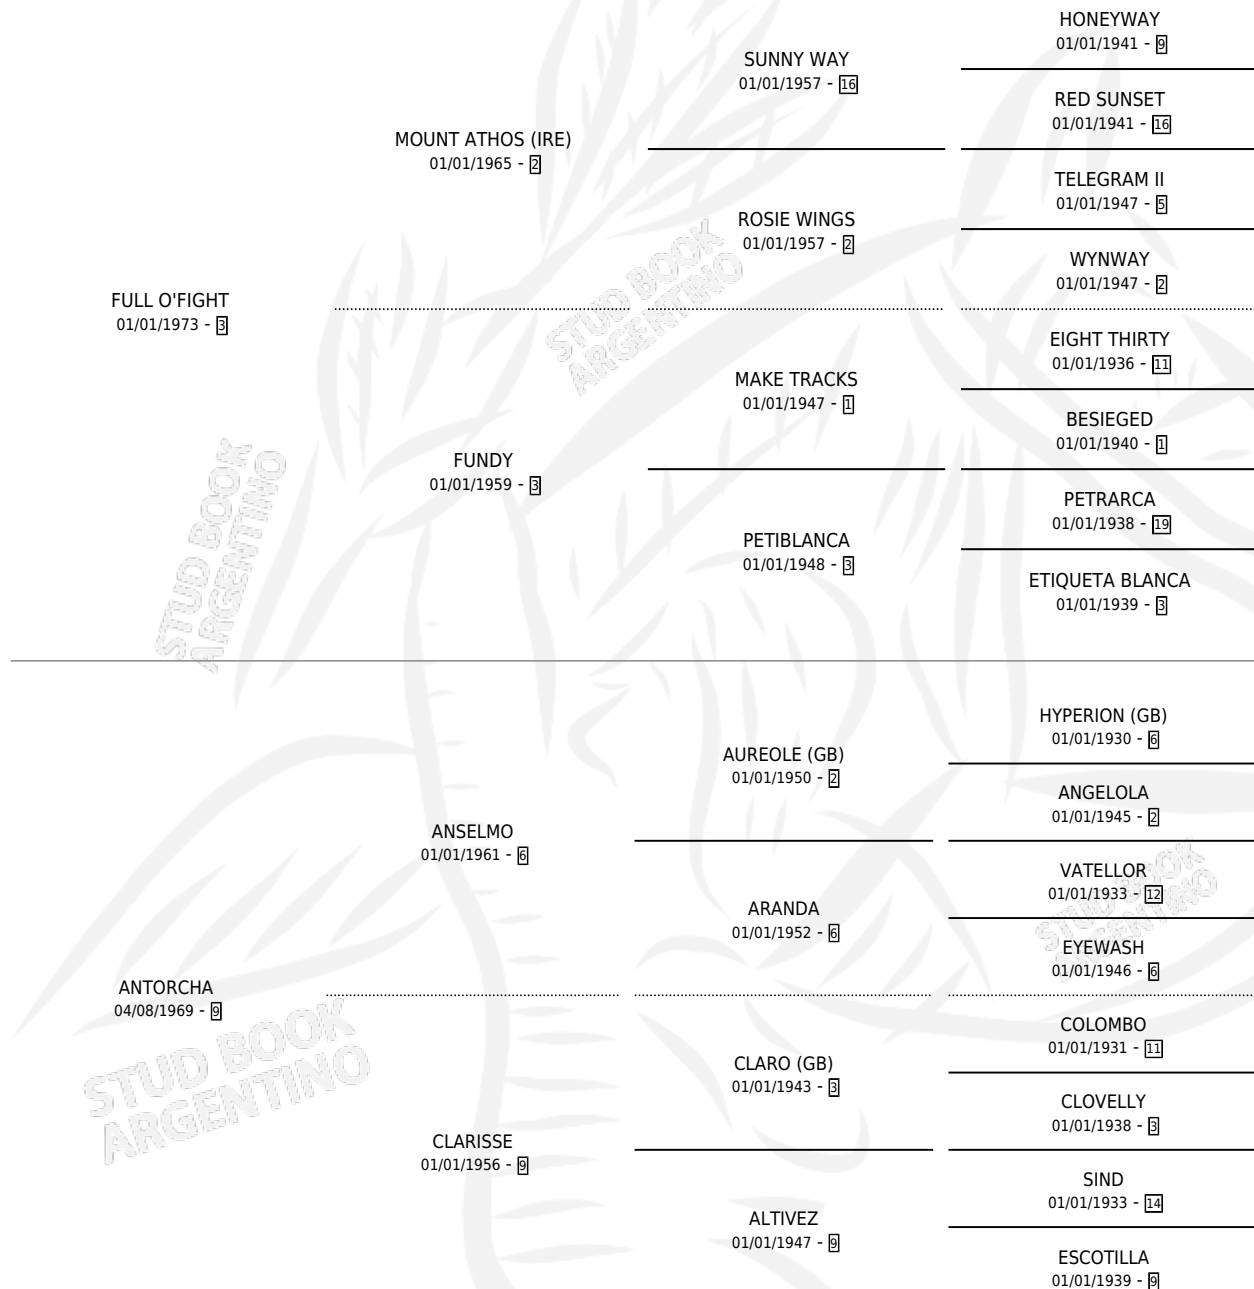 HONEYWAY
01/01/1941 - 9
SUNNY WAY
01/01/1957 - 16
RED SUNSET
01/01/1941 - 16
MOUNT ATHOS (IRE)
01/01/1965 - 2
TELEGRAM II
01/01/1947 - 5
ROSIE WINGS
01/01/1957 - 2
WYNWAY
01/01/1947 - 2
FULL O'FIGHT
01/01/1973 - 3
EIGHT THIRTY
01/01/1936 - 11
MAKE TRACKS
01/01/1947 - 1
BESIEGED
01/01/1940 - 1
FUNDY
01/01/1959 - 3
PETRARCA
01/01/1938 - 19
PETIBLANCA
01/01/1948 - 3
ETIQUETA BLANCA
01/01/1939 - 3
HYPERION (GB)
01/01/1930 - 6
AUREOLE (GB)
01/01/1950 - 2
ANGELOLA
01/01/1945 - 2
ANSELMO
01/01/1961 - 6
VATELLOR
01/01/1933 - 12
ARANDA
01/01/1952 - 6
EYEWASH
01/01/1946 - 6
ANTORCHA
04/08/1969 - 9
COLOMBO
01/01/1931 - 11
CLARO (GB)
01/01/1943 - 3
CLOVELLY
01/01/1938 - 3
CLARISSE
01/01/1956 - 9
SIND
01/01/1933 - 14
ALTIVEZ
01/01/1947 - 9
ESCOTILLA
01/01/1939 - 9
STUD BOOK
ARGENTINO
STUD BOOK
ARGENTINO
STUD BOOK
ARGENTINO
STUD BOOK
ARGENTINO